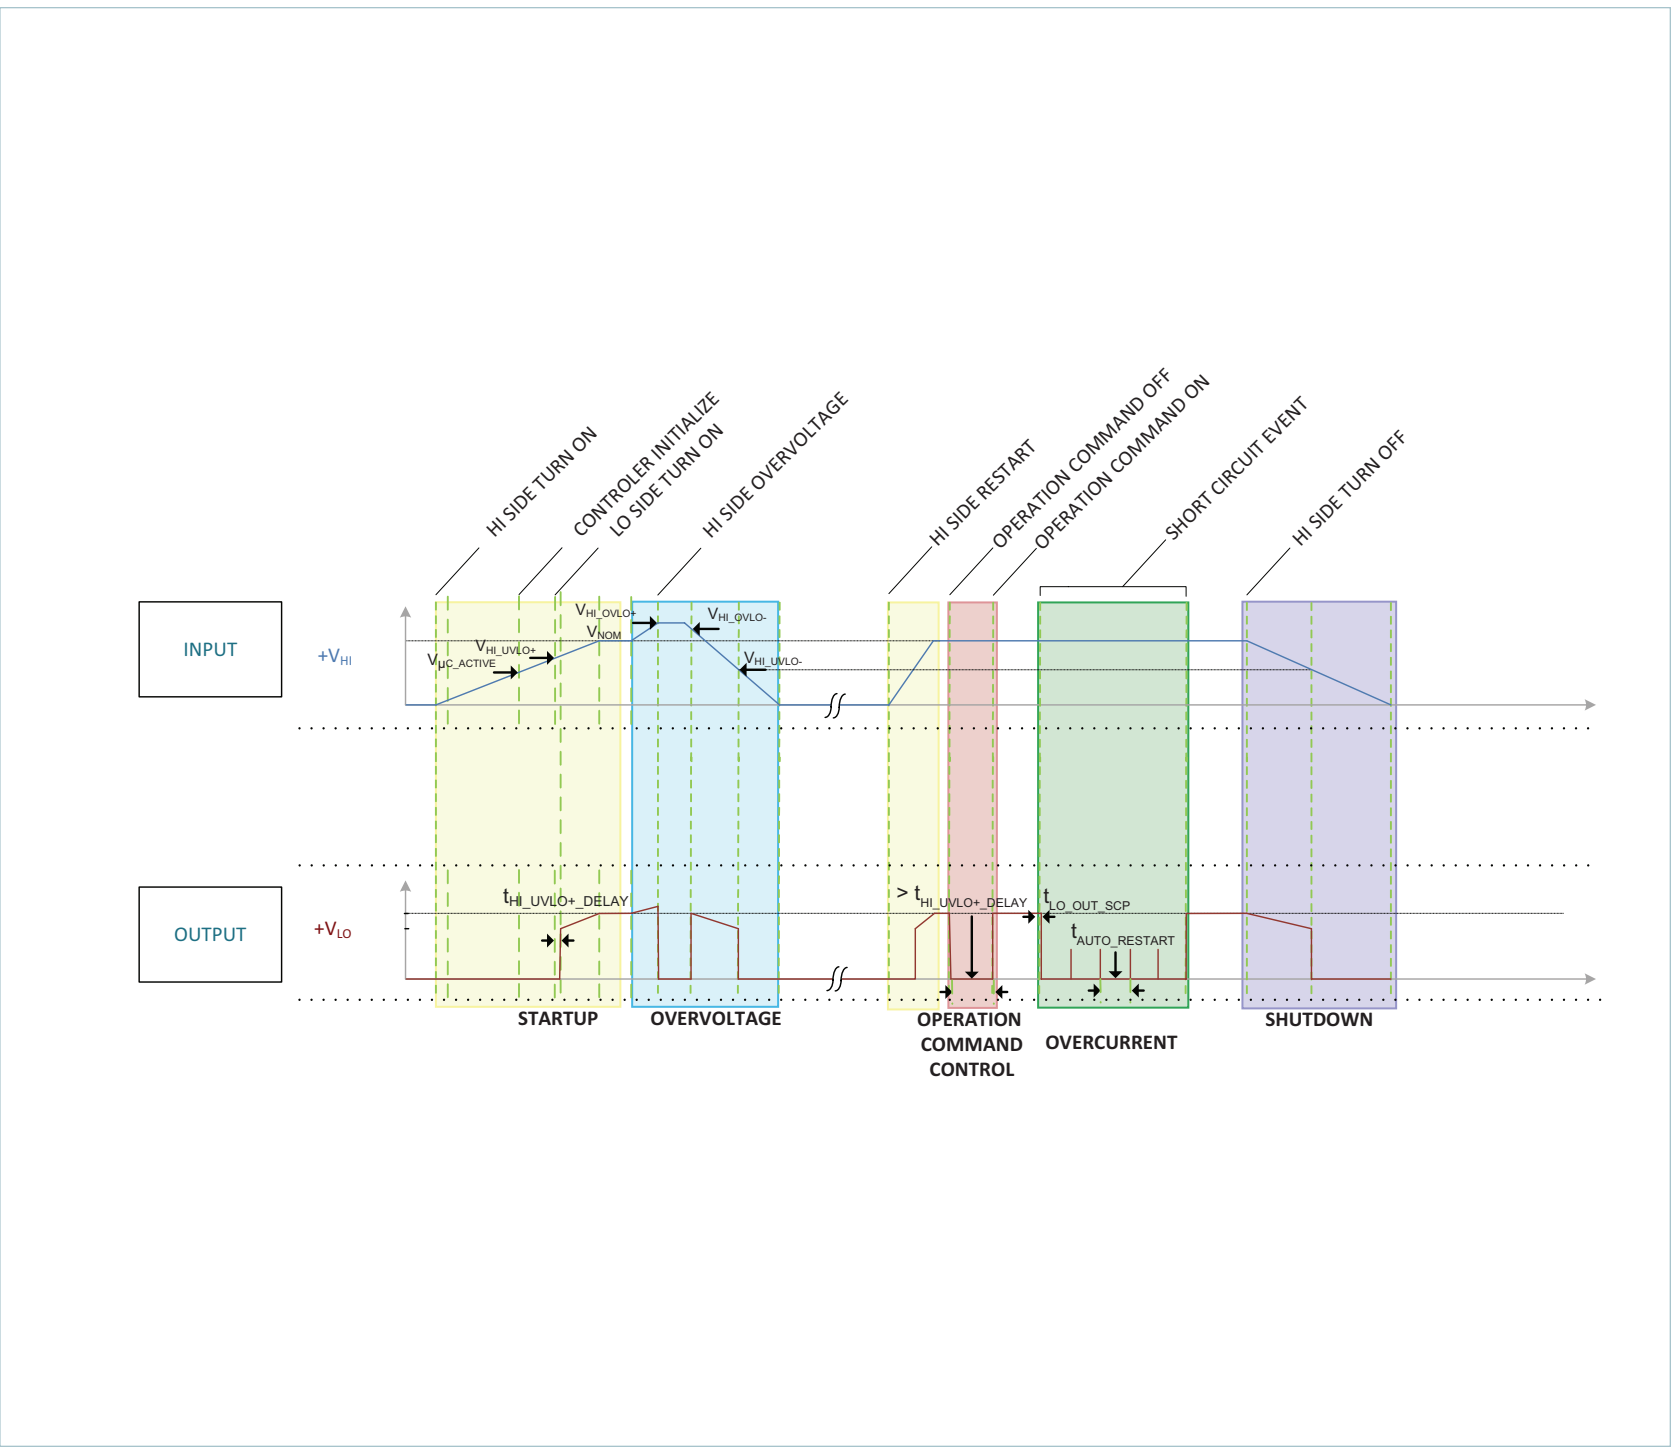 HI SIDE TURN ON
CONTROLER INITIALIZE
LO SIDE TURN ON
HI SIDE OVERVOLTAGE
HI SIDE RESTART
OPERATION COMMAND OFF
OPERATION COMMAND ON
SHORT CIRCUIT EVENT
HI SIDE TURN OFF
INPUT
+VHI
VµC_ACTIVE
VHI_UVLO+
VNOM
VHI_OVLO+
VHI_OVLO-
VHI_UVLO-
OUTPUT
+VLO
tHI_UVLO+_DELAY
> tHI_UVLO+_DELAY
tLO_OUT_SCP
tAUTO_RESTART
STARTUP
OVERVOLTAGE
OPERATION
COMMAND
CONTROL
OVERCURRENT
SHUTDOWN